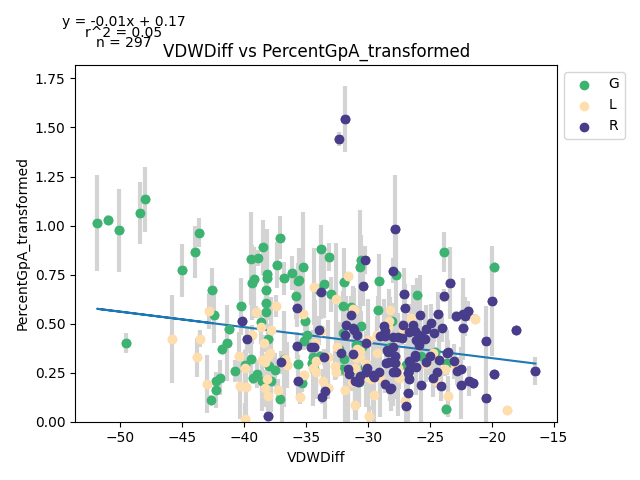 y = -0.01x + 0.17
r^2 = 0.05
n = 297
VDWDiff vs PercentGpA_transformed
1.75
1.50
1.25
1.00
0.75
0.50
0.25
0.00
PercentGpA_transformed
−50
−45
−40
−35
−30
−25
−20
−15
VDWDiff
G
L
R